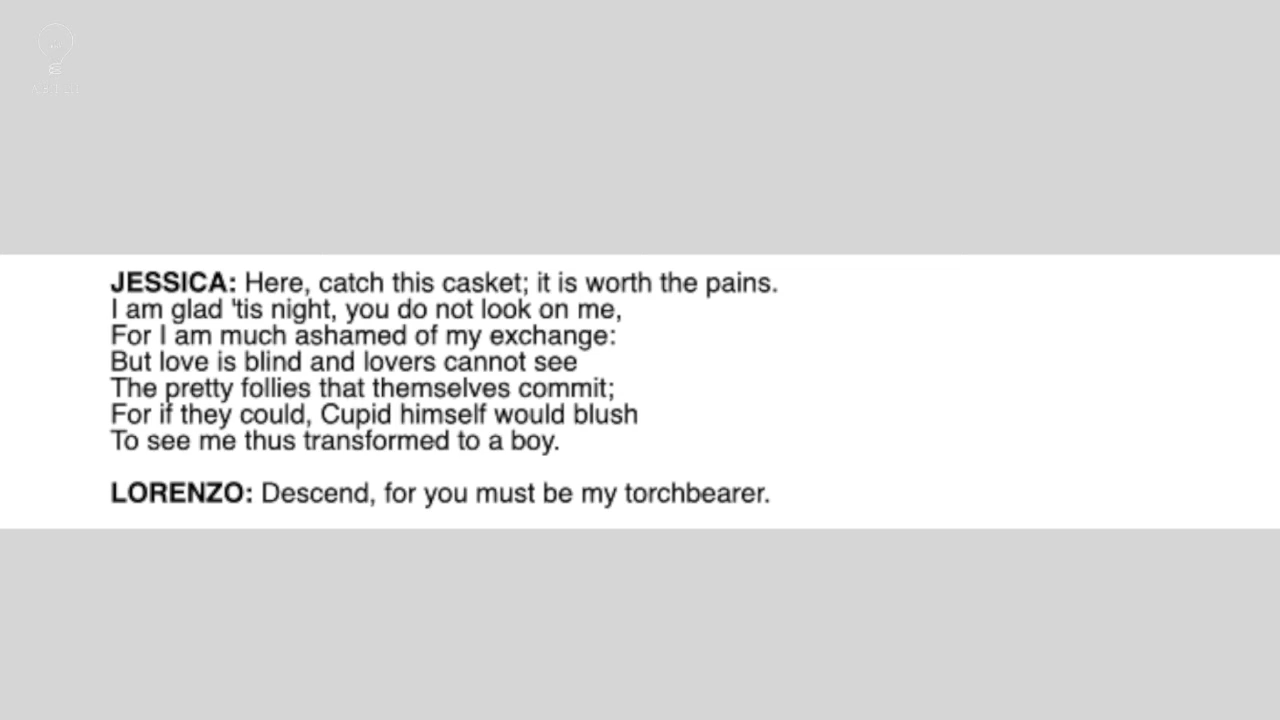 JESSICA: Here, catch this casket; it is worth the pains.
I am glad 'tis night, you do not look on me,
For I am much ashamed of my exchange:
But love is blind and lovers cannot see
The pretty follies that themselves commit;
For if they could, Cupid himself would blush
To see me thus transformed to a boy.
LORENZO: Descend, for you must be my torchbearer.